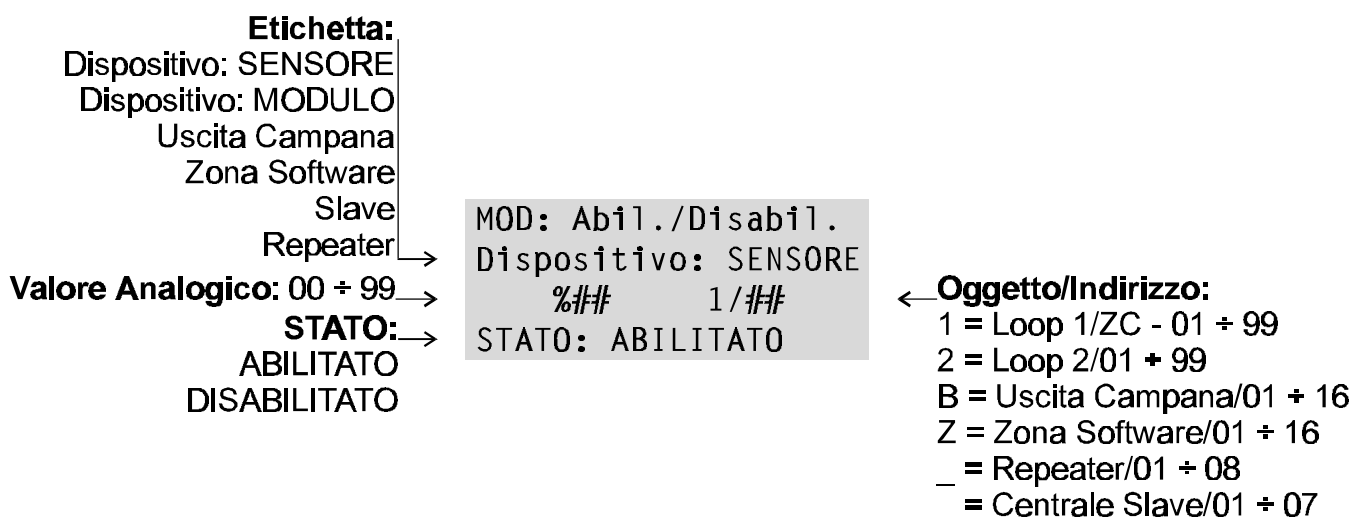 Etichetta:
Dispositivo: SENSORE
Dispositivo: MODULO
Uscita Campana
Zona Software
Slave
Repeater
Valore Analogico: 00 ÷ 99
STATO:
ABILITATO
DISABILITATO
MOD: Abil./Disabil.
Dispositivo: SENSORE
%## 1/##
STATO: ABILITATO
Oggetto/Indirizzo:
1 = Loop 1/ZC - 01 ÷ 99
2 = Loop 2/01 ÷ 99
B = Uscita Campana/01 ÷ 16
Z = Zona Software/01 ÷ 16
_ = Repeater/01 ÷ 08
= Centrale Slave/01 ÷ 07